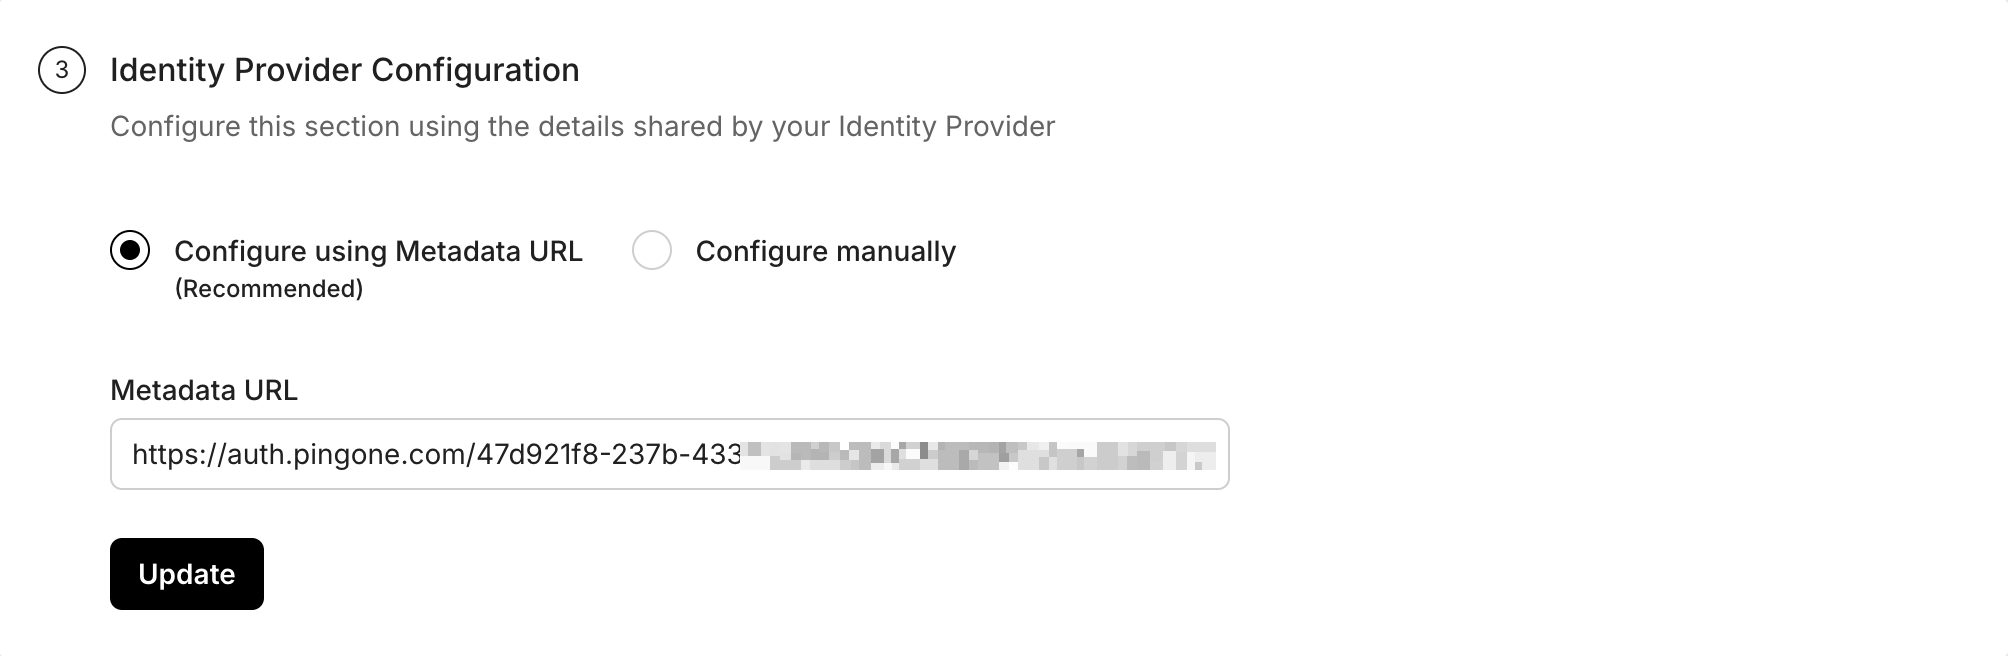 3 Identity Provider Configuration
Configure this section using the details shared by your Identity Provider
Configure using Metadata URL Configure manually
(Recommended)
Metadata URL
https://auth.pingone.com/47d921f8-237b-433
Update